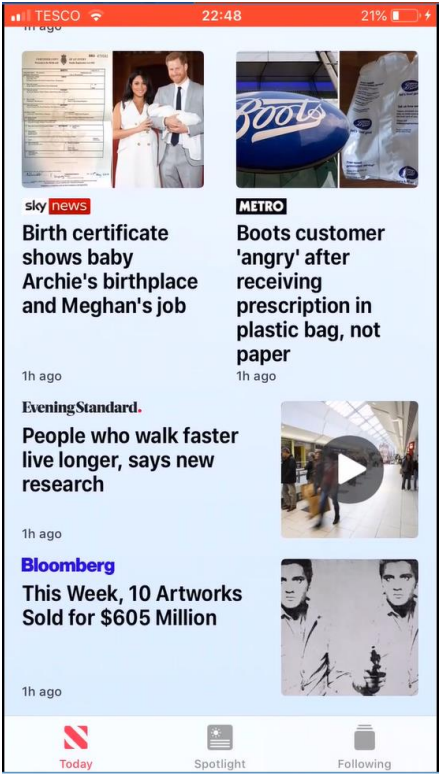 TESCO 22:48 21%
1h ago
Boots
sky news
Birth certificate
shows baby
Archie's birthplace
and Meghan's job
1h ago
METRO
Boots customer
'angry' after
receiving
prescription in
plastic bag, not
paper
1h ago
EveningStandard.
People who walk faster
live longer, says new
research
1h ago
Bloomberg
This Week, 10 Artworks
Sold for $605 Million
1h ago
Today Spotlight Following